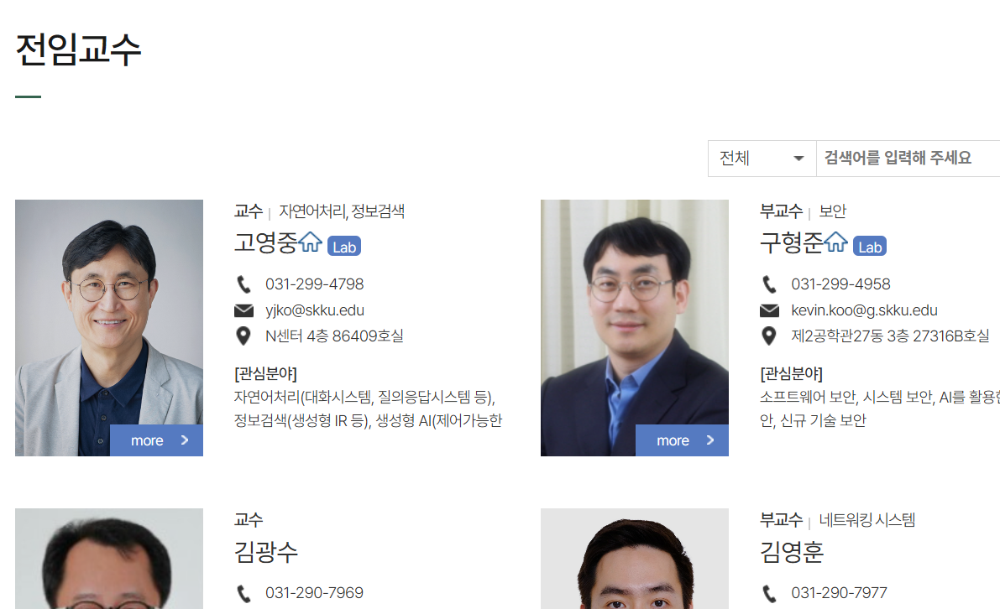 전임교수
전체
검색어를 입력해 주세요
교수 | 자연어처리, 정보검색
고영중 Lab
031-299-4798
yjko@skku.edu
N센터 4층 86409호실
[관심분야]
자연어처리(대화시스템, 질의응답시스템 등),
정보검색(생성형 IR 등), 생성형 AI(제어가능한
more
부교수 | 보안
구형준 Lab
031-299-4958
kevin.koo@g.skku.edu
제2공학관27동 3층 27316B호실
[관심분야]
소프트웨어 보안, 시스템 보안, AI를 활용한
안, 신규 기술 보안
more
교수
김광수
031-290-7969
부교수 | 네트워킹 시스템
김영훈
031-290-7977